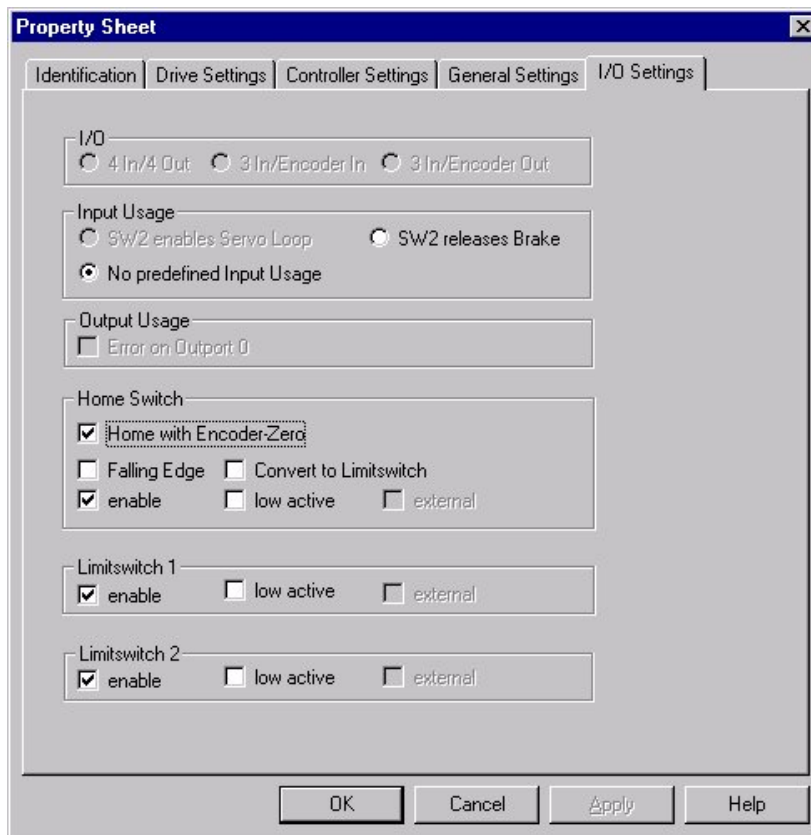 Property Sheet
Identification Drive Settings Controller Settings General Settings I/O Settings
I/O
4 In/4 Out 3 In/Encoder In 3 In/Encoder Out
Input Usage
SW2 enables Servo Loop SW2 releases Brake
No predefined Input Usage
Output Usage
Error on Outport 0
Home Switch
Home with Encoder-Zero
Falling Edge Convert to Limitswitch
enable low active external
Limitswitch 1
enable low active external
Limitswitch 2
enable low active external
OK Cancel Apply Help